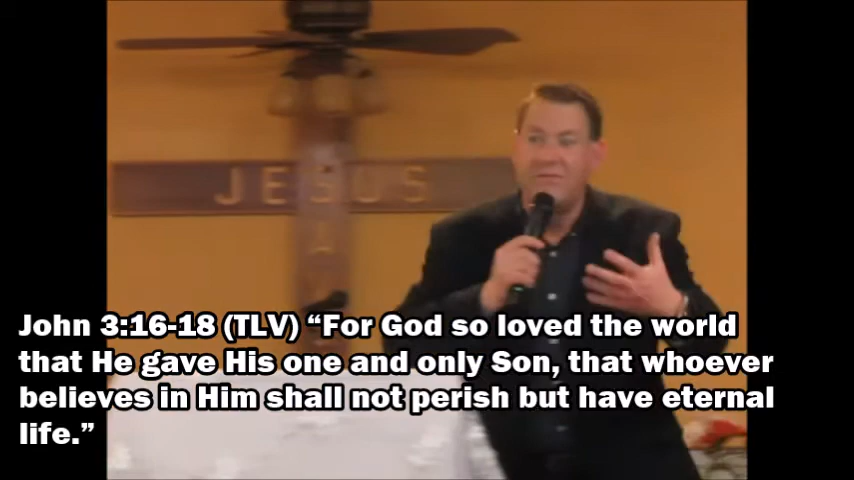 JESUS
John 3:16-18 (TLV) “For God so loved the world
that He gave His one and only Son, that whoever
believes in Him shall not perish but have eternal
life.”